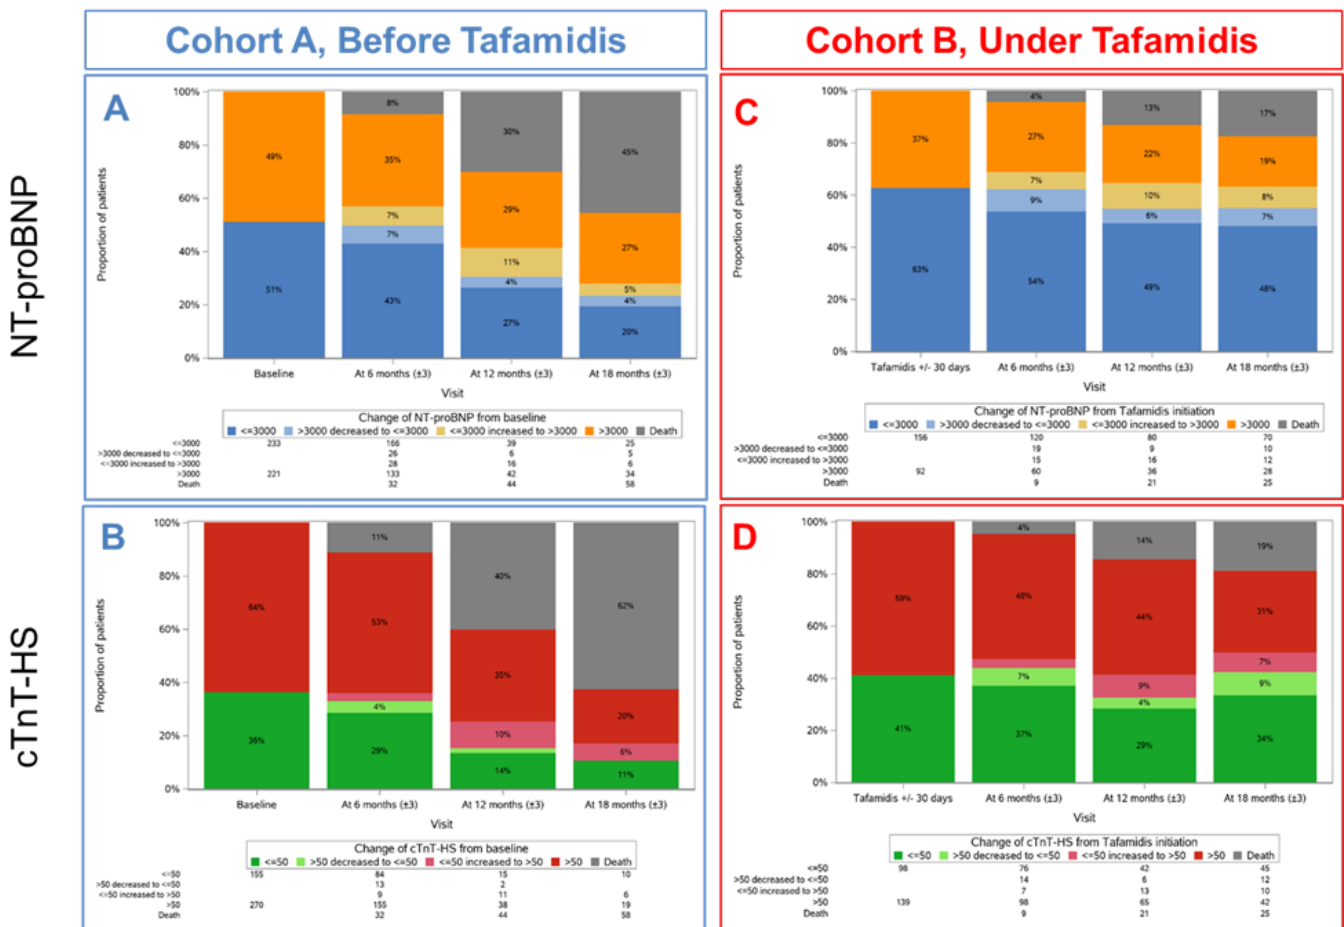 Cohort A, Before Tafamidis
Cohort B, Under Tafamidis
NT-proBNP
cTnT-HS
A
Proportion of patients
100%
80%
60%
40%
20%
0%
49%
51%
8%
35%
7%
7%
43%
30%
29%
11%
4%
27%
45%
27%
5%
4%
20%
Baseline
At 6 months (±3)
At 12 months (±3)
At 18 months (±3)
Visit
Change of NT-proBNP from baseline
<=3000 >3000 decreased to <=3000 <=3000 increased to >3000 >3000 Death
<=3000 233 166 39 25
>3000 decreased to <=3000 26 6 5
<=3000 increased to >3000 28 16 6
>3000 221 133 42 34
Death 32 44 58
C
Proportion of patients
100%
80%
60%
40%
20%
0%
37%
63%
4%
27%
7%
9%
54%
13%
22%
10%
6%
49%
17%
19%
8%
7%
48%
Tafamidis +/- 30 days
At 6 months (±3)
At 12 months (±3)
At 18 months (±3)
Visit
Change of NT-proBNP from Tafamidis initiation
<=3000 >3000 decreased to <=3000 <=3000 increased to >3000 >3000 Death
<=3000 156 120 80 70
>3000 decreased to <=3000 19 9 10
<=3000 increased to >3000 15 16 12
>3000 92 60 36 28
Death 9 21 25
B
Proportion of patients
100%
80%
60%
40%
20%
0%
64%
36%
11%
53%
4%
29%
40%
35%
10%
14%
62%
20%
6%
11%
Baseline
At 6 months (±3)
At 12 months (±3)
At 18 months (±3)
Visit
Change of cTnT-HS from baseline
<=50 >50 decreased to <=50 <=50 increased to >50 >50 Death
<=50 155 84 15 10
>50 decreased to <=50 13 2
<=50 increased to >50 9 11 6
>50 270 155 38 19
Death 32 44 58
D
Proportion of patients
100%
80%
60%
40%
20%
0%
59%
41%
4%
48%
7%
37%
14%
44%
9%
4%
29%
19%
31%
7%
9%
34%
Tafamidis +/- 30 days
At 6 months (±3)
At 12 months (±3)
At 18 months (±3)
Visit
Change of cTnT-HS from Tafamidis initiation
<=50 >50 decreased to <=50 <=50 increased to >50 >50 Death
<=50 98 76 42 45
>50 decreased to <=50 14 6 12
<=50 increased to >50 7 13 10
>50 139 98 65 42
Death 9 21 25